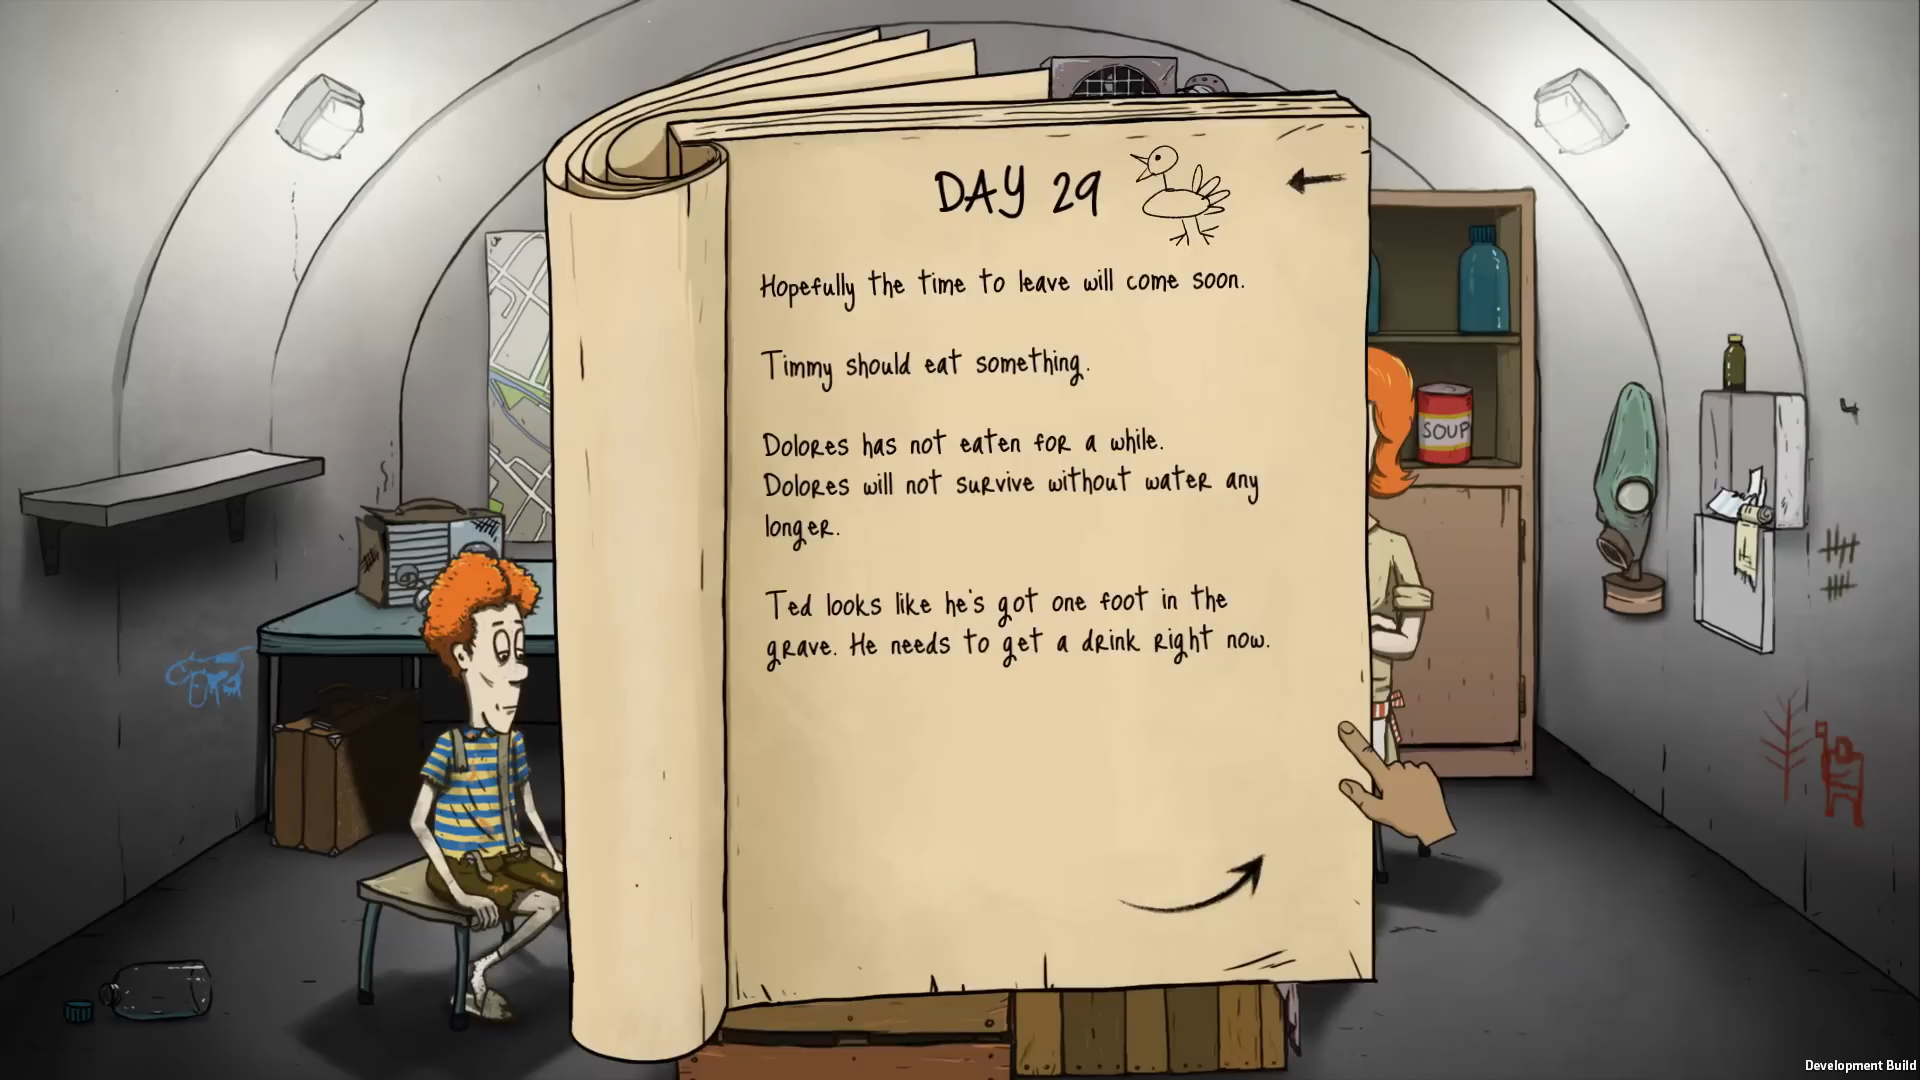 DAY 29
Hopefully the time to leave will come soon.
Timmy should eat something.
Dolores has not eaten for a while.
Dolores will not survive without water any
longer.
Ted looks like he's got one foot in the
grave. He needs to get a drink right now.
SOUP
Development Build